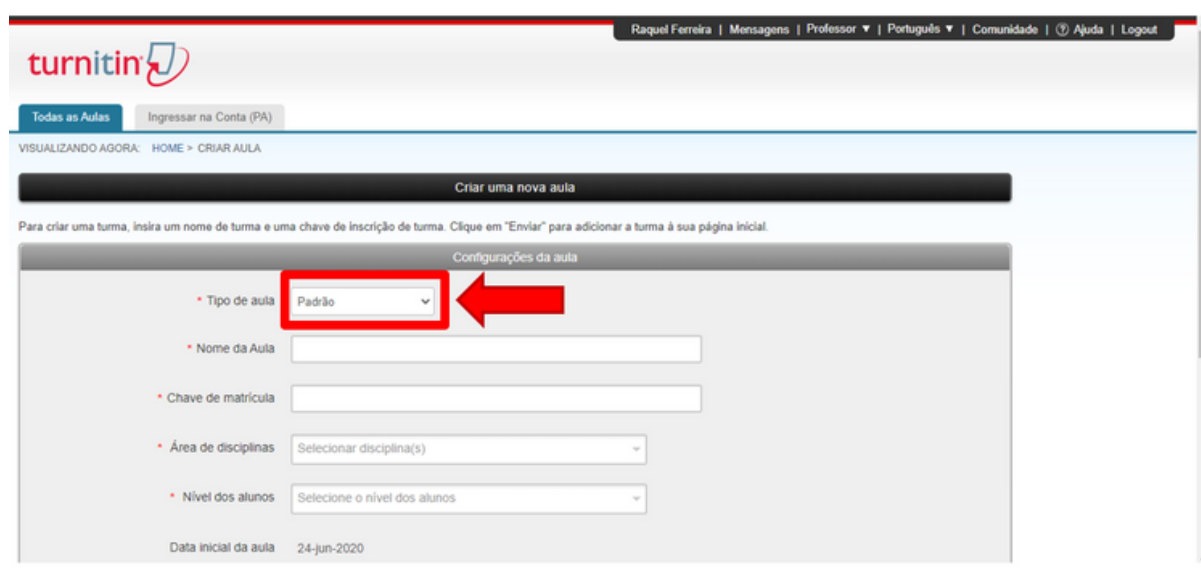 Raquel Ferreira | Mensagens | Professor ▼ | Português ▼ | Comunidade | ? Ajuda | Logout
turnitin
Todas as Aulas Ingressar na Conta (PA)
VISUALIZANDO AGORA: HOME > CRIAR AULA
Criar uma nova aula
Para criar uma turma, insira um nome de turma e uma chave de inscrição de turma. Clique em "Enviar" para adicionar a turma à sua página inicial.
Configurações da aula
* Tipo de aula Padrão
* Nome da Aula
* Chave de matrícula
* Área de disciplinas Selecionar disciplina(s)
* Nível dos alunos Selecione o nível dos alunos
Data inicial da aula 24-jun-2020